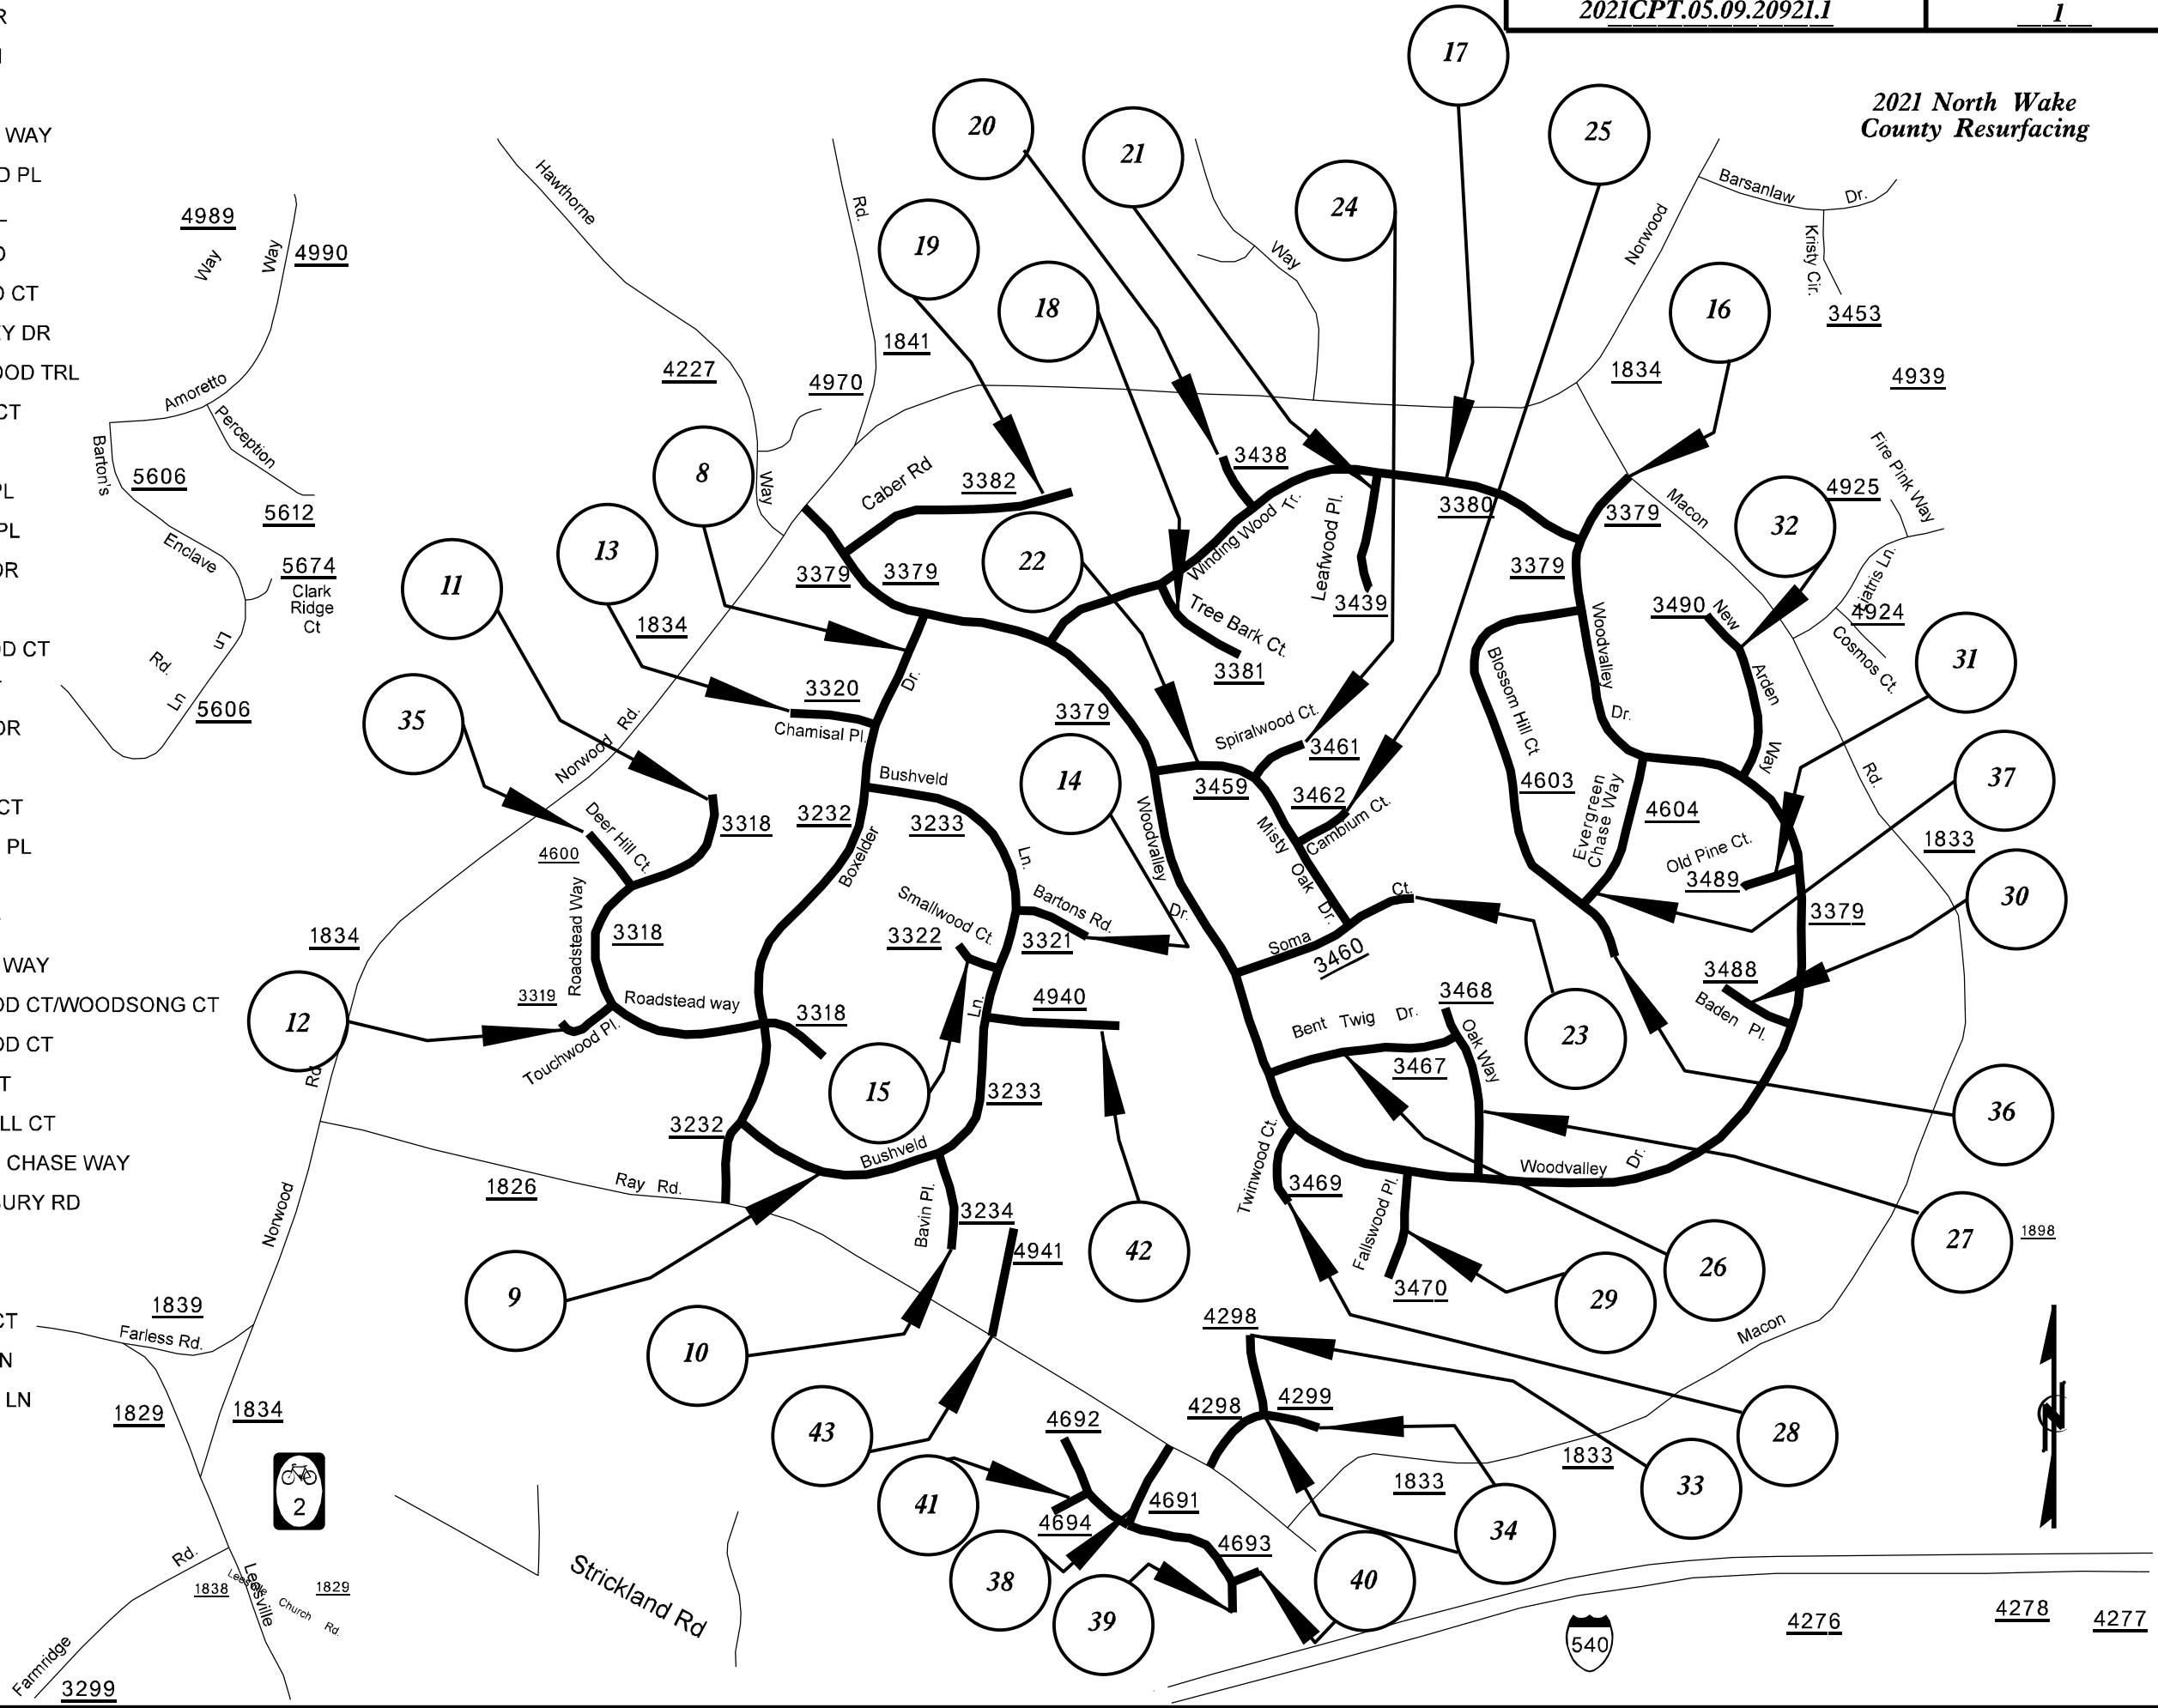 2021CPT.05.09.20921.1
1
2021 North Wake
County Resurfacing
R
WAY
D PL
CT
EY DR
OOD TRL
CT
PL
PL
DR
OD CT
DR
CT
PL
WAY
OD CT/WOODSONG CT
OD CT
T
LL CT
CHASE WAY
BURY RD
CT
N
LN
17
20
21
25
24
19
18
16
8
13
22
11
32
35
31
14
37
30
12
23
15
36
42
27
26
9
29
10
43
28
33
41
34
38
40
39
4989
Way
Way
4990
Hawthorne
Rd.
Way
Norwood
Barsanlaw
Dr.
Kristy Cir.
3453
1841
4227
4970
1834
4939
Amoretto
Perception
Barton's
5606
5612
Enclave
5674
Clark
Ridge
Ct
Ln
Rd.
Ln
5606
Way
Caber Rd
3382
3438
Winding Wood Tr.
Leafwood Pl.
3439
3380
3379
Macon
Fire Pink Way
4925
3379
3379
3379
1834
Tree Bark Ct.
3381
3490
New
Arden
Way
Liatris Ln.
4924
Cosmos Ct.
Woodvalley
Dr.
Blossom Hill Ct
Dr.
3320
Chamisal Pl.
Norwood
Rd.
3379
Spiralwood Ct.
3461
3459
3462
Cambium Ct.
Misty
Oak
Dr.
4603
Evergreen
Chase Way
4604
Old Pine Ct.
3489
Rd.
1833
3379
Bushveld
3233
Ln.
3232
Boxelder
3318
Deer Hill Ct.
4600
Roadstead Way
3318
Woodvalley
Dr.
Smallwood Ct.
3322
Bartons Rd.
3321
Soma
Ct.
3460
1834
3319
Roadstead way
3318
Touchwood Pl.
Ln.
4940
Bent Twig Dr.
3468
Oak Way
3467
3488
Baden Pl.
Rd.
3233
3232
Bushveld
Ray Rd.
1826
Norwood
Bavin Pl.
3234
4941
Twinwood Ct.
3469
Fallswood Pl.
3470
Woodvalley
Dr.
1898
1839
Farless Rd.
4298
Macon
1829
1834
4692
4298
4299
1833
1833
4691
4694
4693
2
Rd.
1838
Leesville
Church
Rd.
Leesville
1829
Strickland Rd
Farmridge
3299
540
4276
4278
4277
N